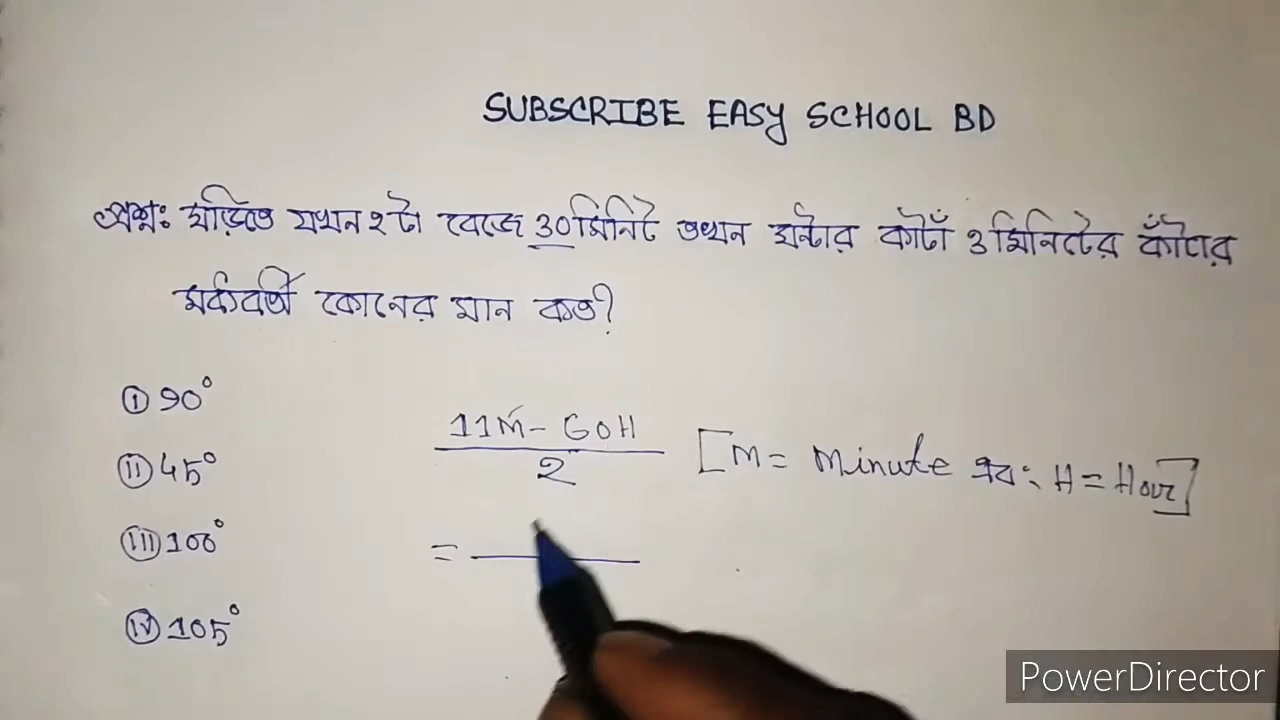 SUBSCRIBE EASY SCHOOL BD
প্রশ্নঃ ঘড়িতে যখন ২টা বেজে 30 মিনিট তখন ঘন্টার কাটাঁ ও মিনিটের কাঁটার
মধ্যবর্তী কোনের মান কত?
(i) 90°
(ii) 45°
(iii) 100°
(iv) 105°
11M - 60H
2
[M = Minute এবং H = Hour]
=
PowerDirector